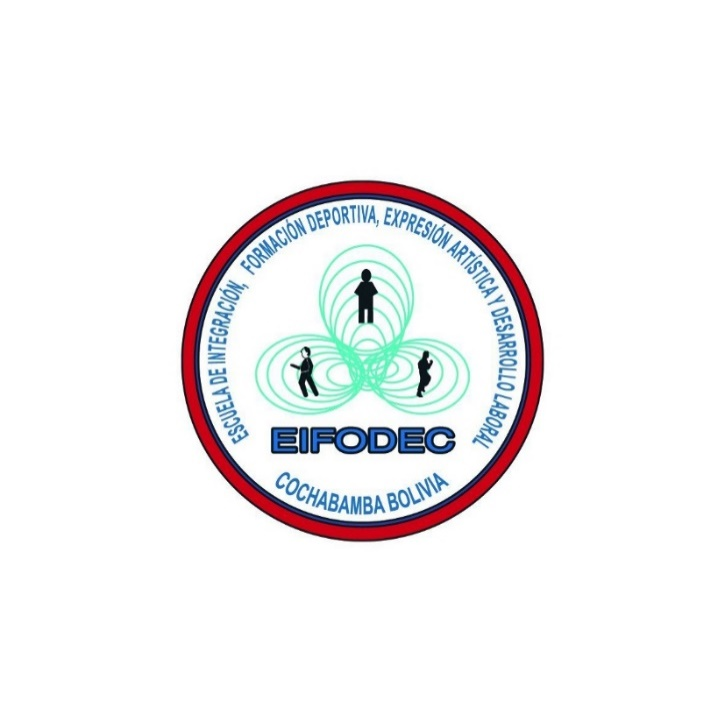 ESCUELA DE INTEGRACIÓN, FORMACIÓN DEPORTIVA, EXPRESIÓN ARTÍSTICA Y DESARROLLO LABORAL
EIFODEC
COCHABAMBA BOLIVIA